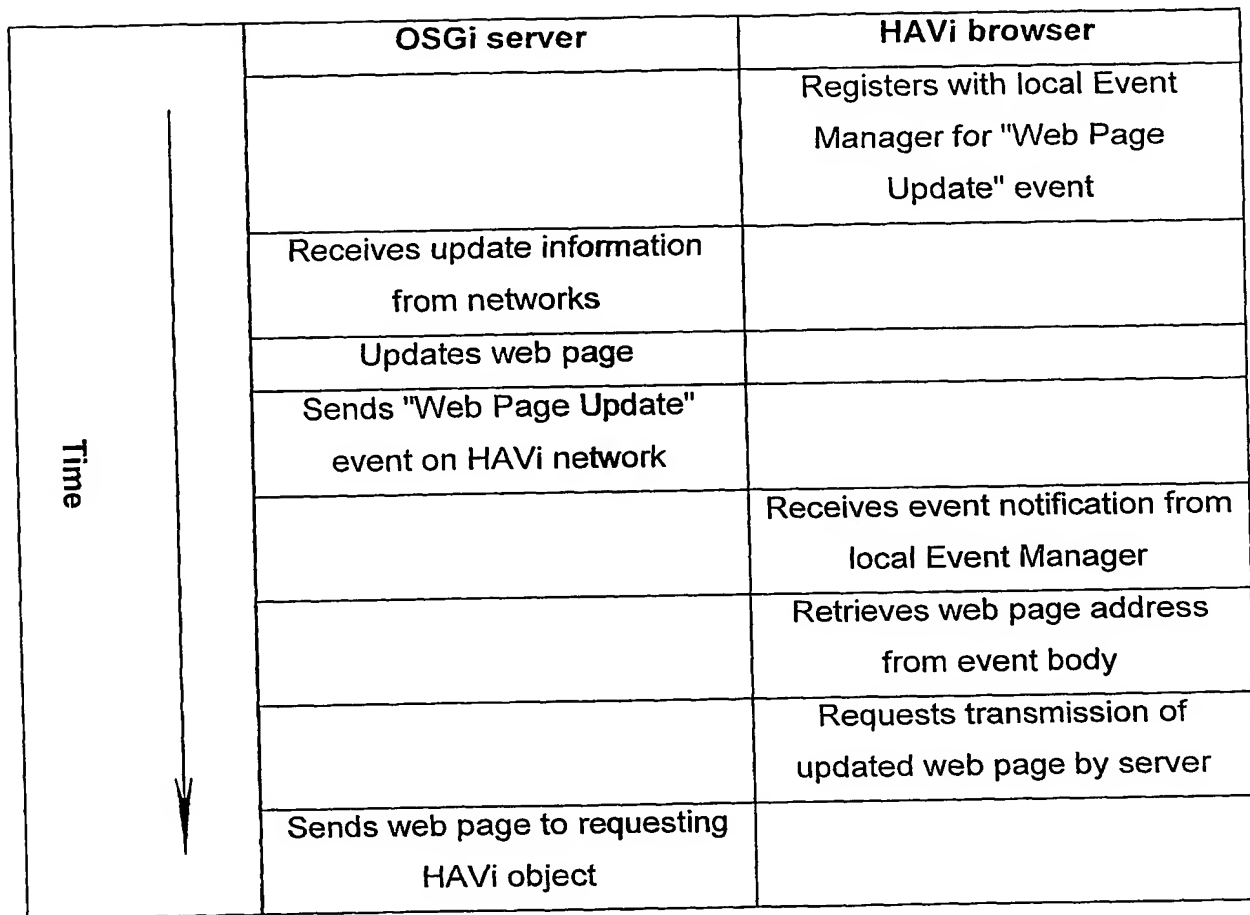 OSGi server
HAVi browser
Registers with local Event
Manager for "Web Page
Update" event
Receives update information
from networks
Updates web page
Sends "Web Page Update"
event on HAVi network
Time
Receives event notification from
local Event Manager
Retrieves web page address
from event body
Requests transmission of
updated web page by server
Sends web page to requesting
HAVi object